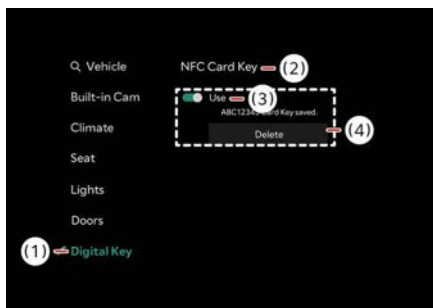 Vehicle
NFC Card Key
(2)
Built-in Cam
Use
(3)
ABC12345 Card Key saved.
Climate
Delete
(4)
Seat
Lights
Doors
(1)
Digital Key